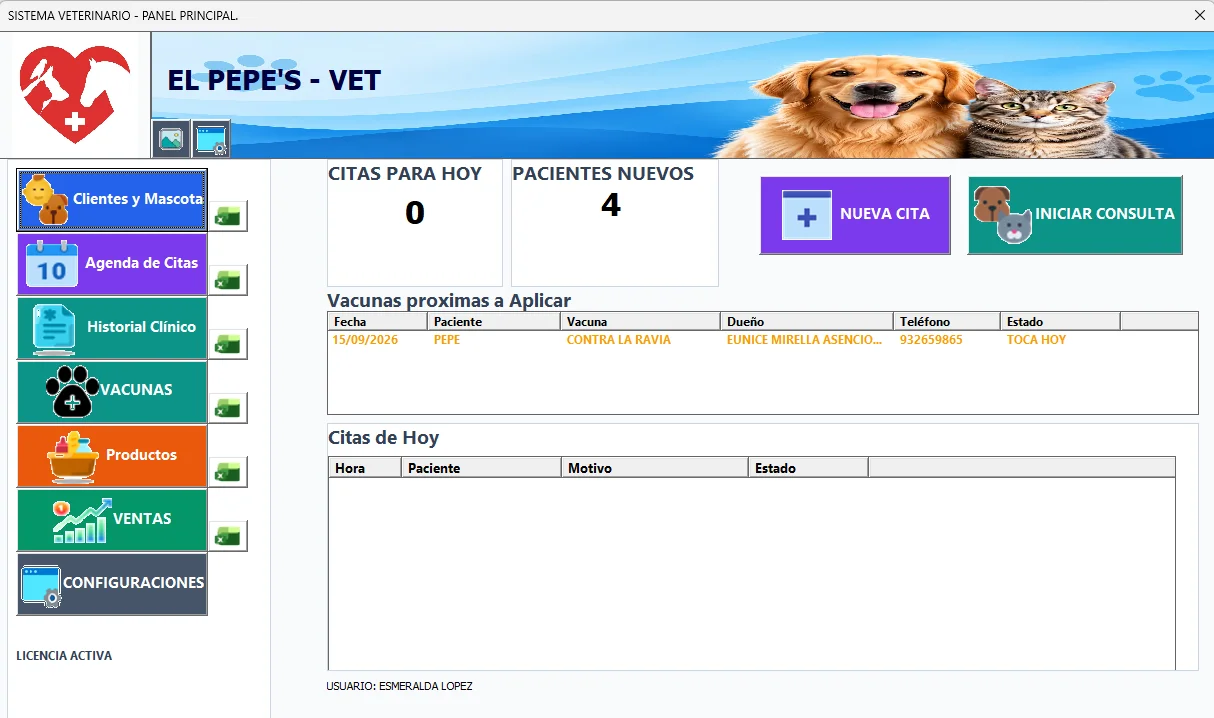 SISTEMA VETERINARIO - PANEL PRINCIPAL.
EL PEPE'S - VET
Clientes y Mascota
10
Agenda de Citas
Historial Clínico
VACUNAS
Productos
VENTAS
CONFIGURACIONES
LICENCIA ACTIVA
CITAS PARA HOY
0
PACIENTES NUEVOS
4
NUEVA CITA
INICIAR CONSULTA
Vacunas proximas a Aplicar
Fecha Paciente Vacuna Dueño Teléfono Estado
15/09/2026 PEPE CONTRA LA RAVIA EUNICE MIRELLA ASENCIO... 932659865 TOCA HOY
Citas de Hoy
Hora Paciente Motivo Estado
USUARIO: ESMERALDA LOPEZ